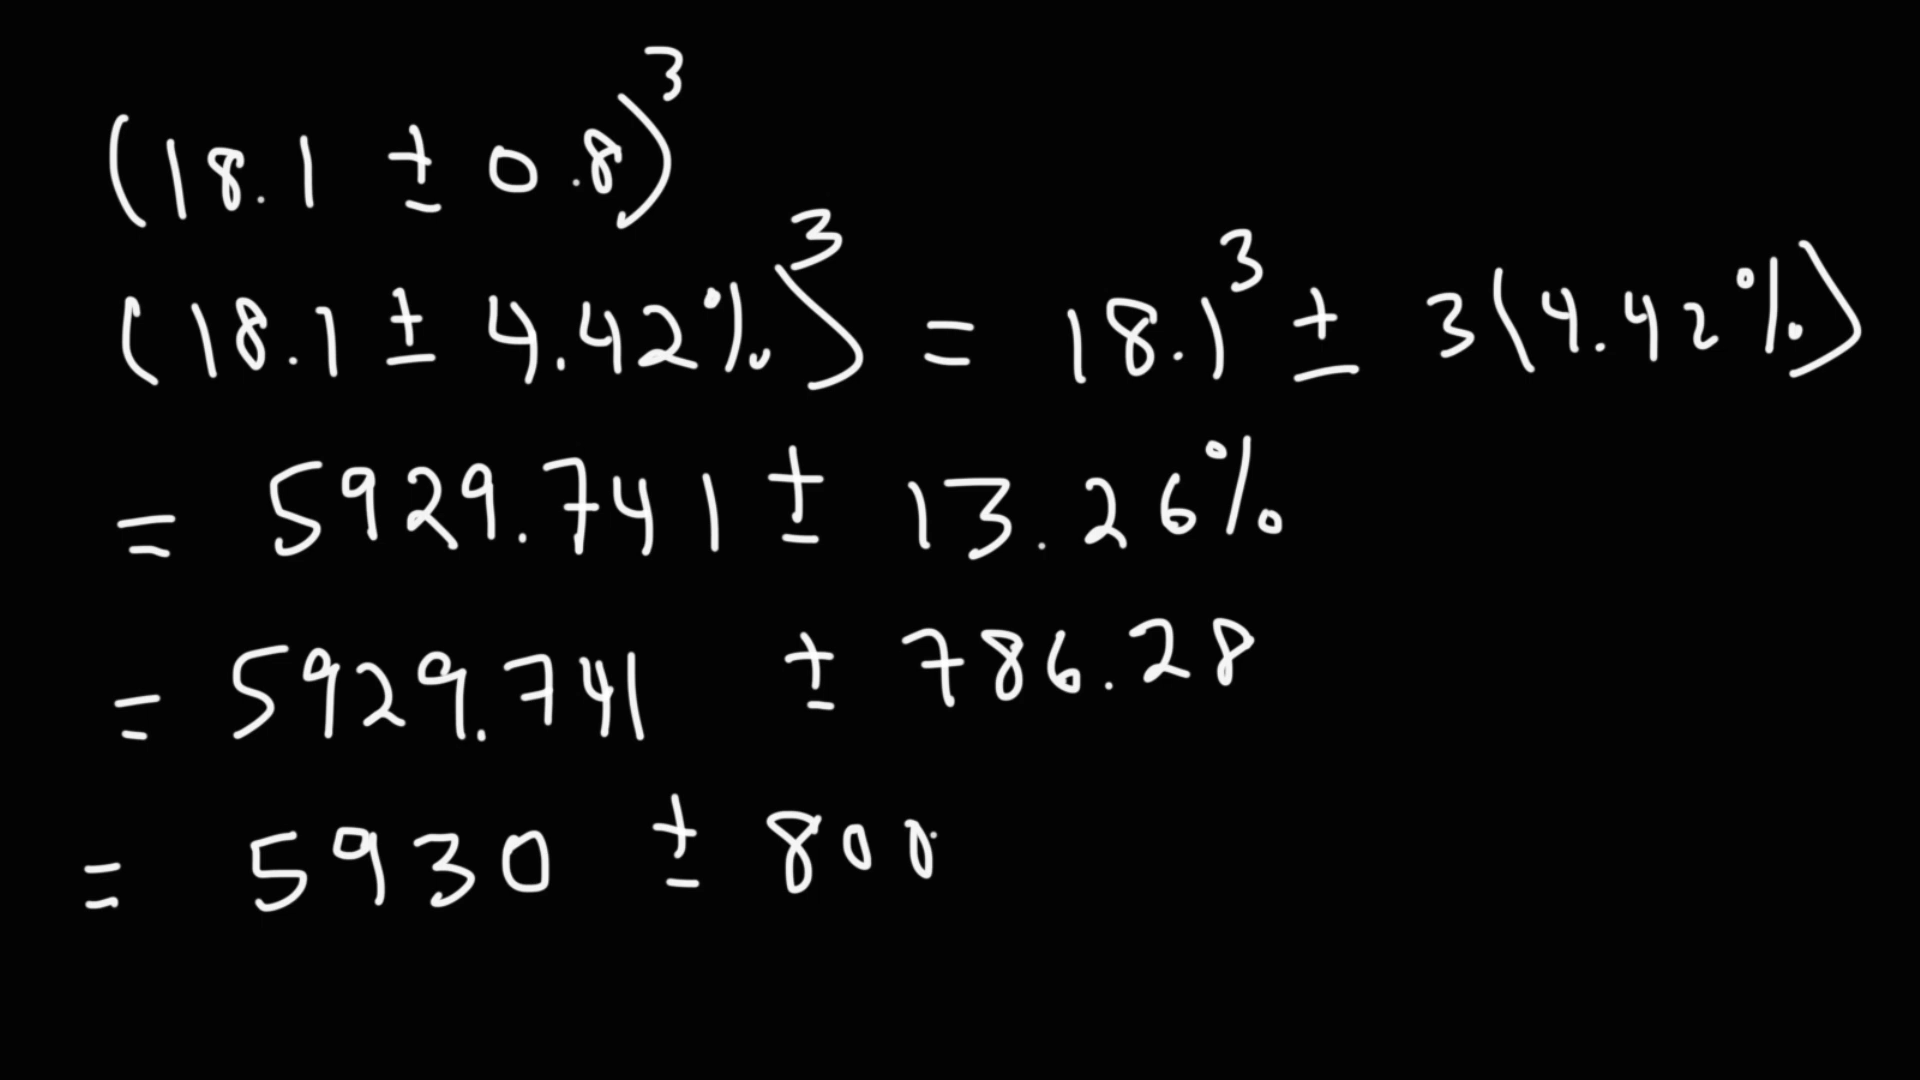 (18.1 ± 0.8)³
(18.1 ± 4.42%)³ = 18.1³ ± 3(4.42%)
= 5929.741 ± 13.26%
= 5929.741 ± 786.28
= 5930 ± 800